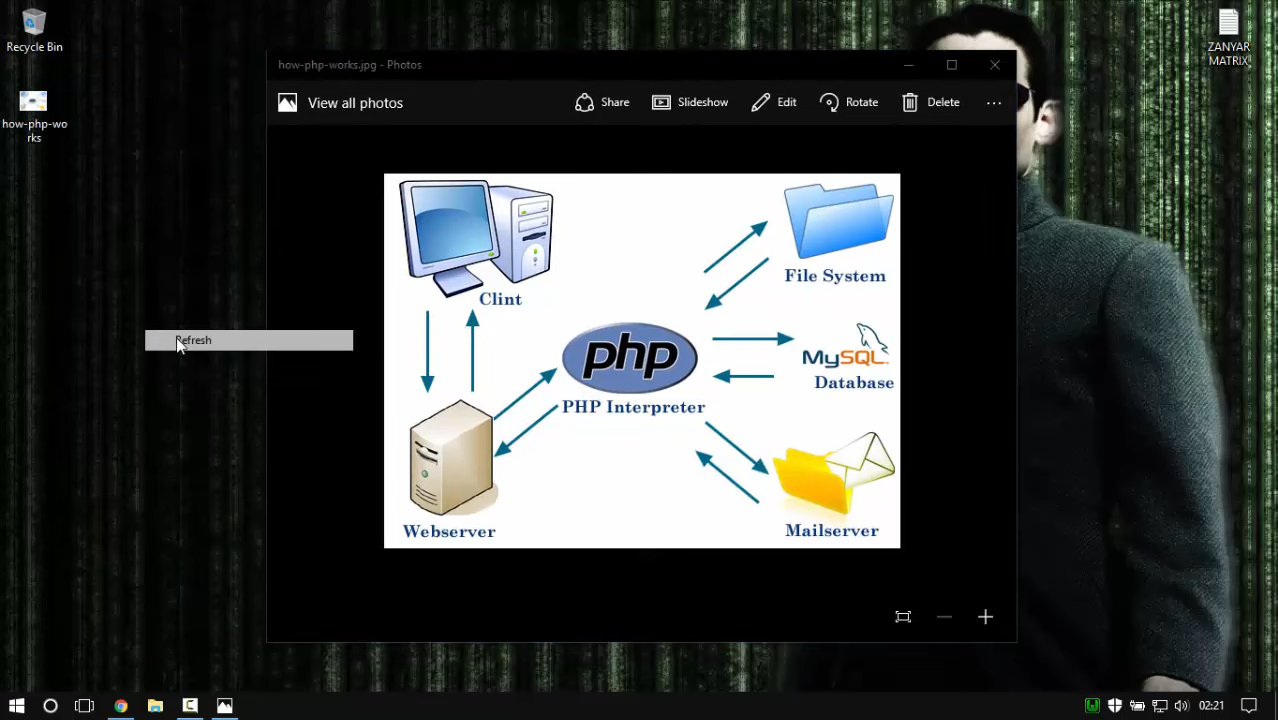 Recycle Bin
how-php-wo
rks
ZANYAR
MATRIX
how-php-works.jpg - Photos
View all photos
Share
Slideshow
Edit
Rotate
Delete
Clint
File System
php
PHP Interpreter
MySQL
Database
Webserver
Mailserver
Refresh
02:21